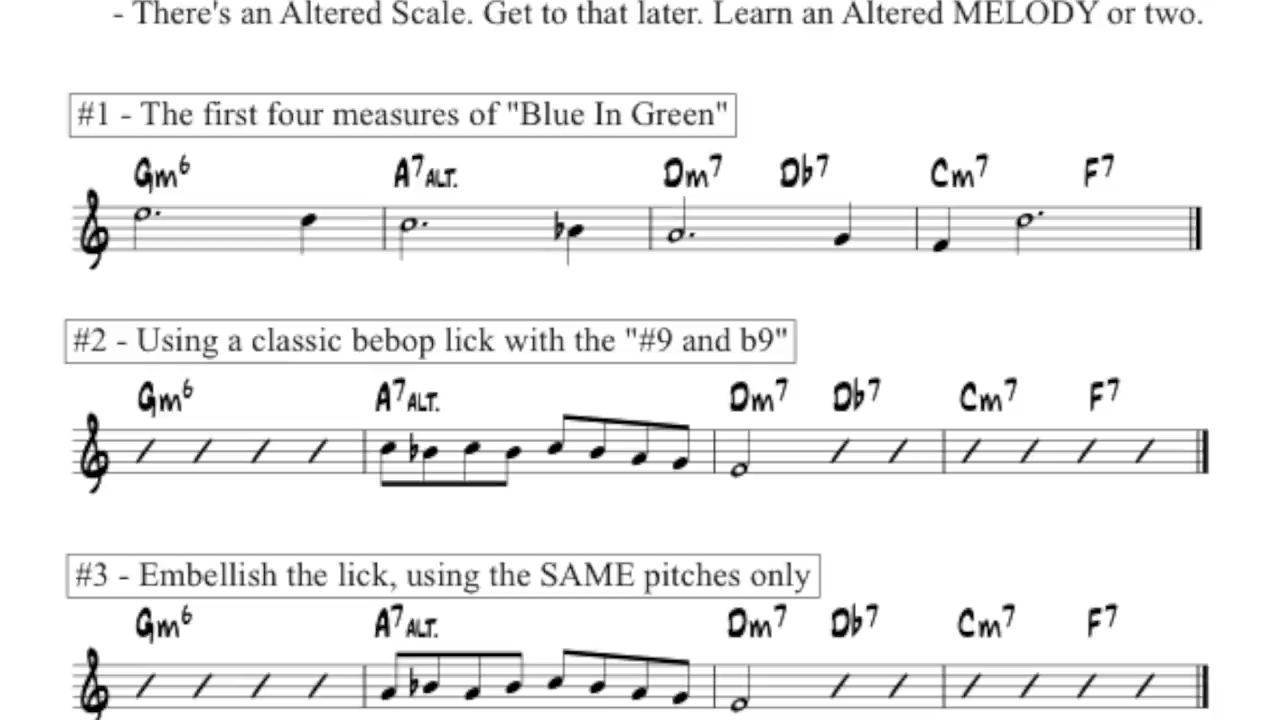 - There's an Altered Scale. Get to that later. Learn an Altered MELODY or two.
#1 - The first four measures of "Blue In Green"
Gm6 A7ALT. Dm7 Db7 Cm7 F7
#2 - Using a classic bebop lick with the "#9 and b9"
Gm6 A7ALT. Dm7 Db7 Cm7 F7
#3 - Embellish the lick, using the SAME pitches only
Gm6 A7ALT. Dm7 Db7 Cm7 F7